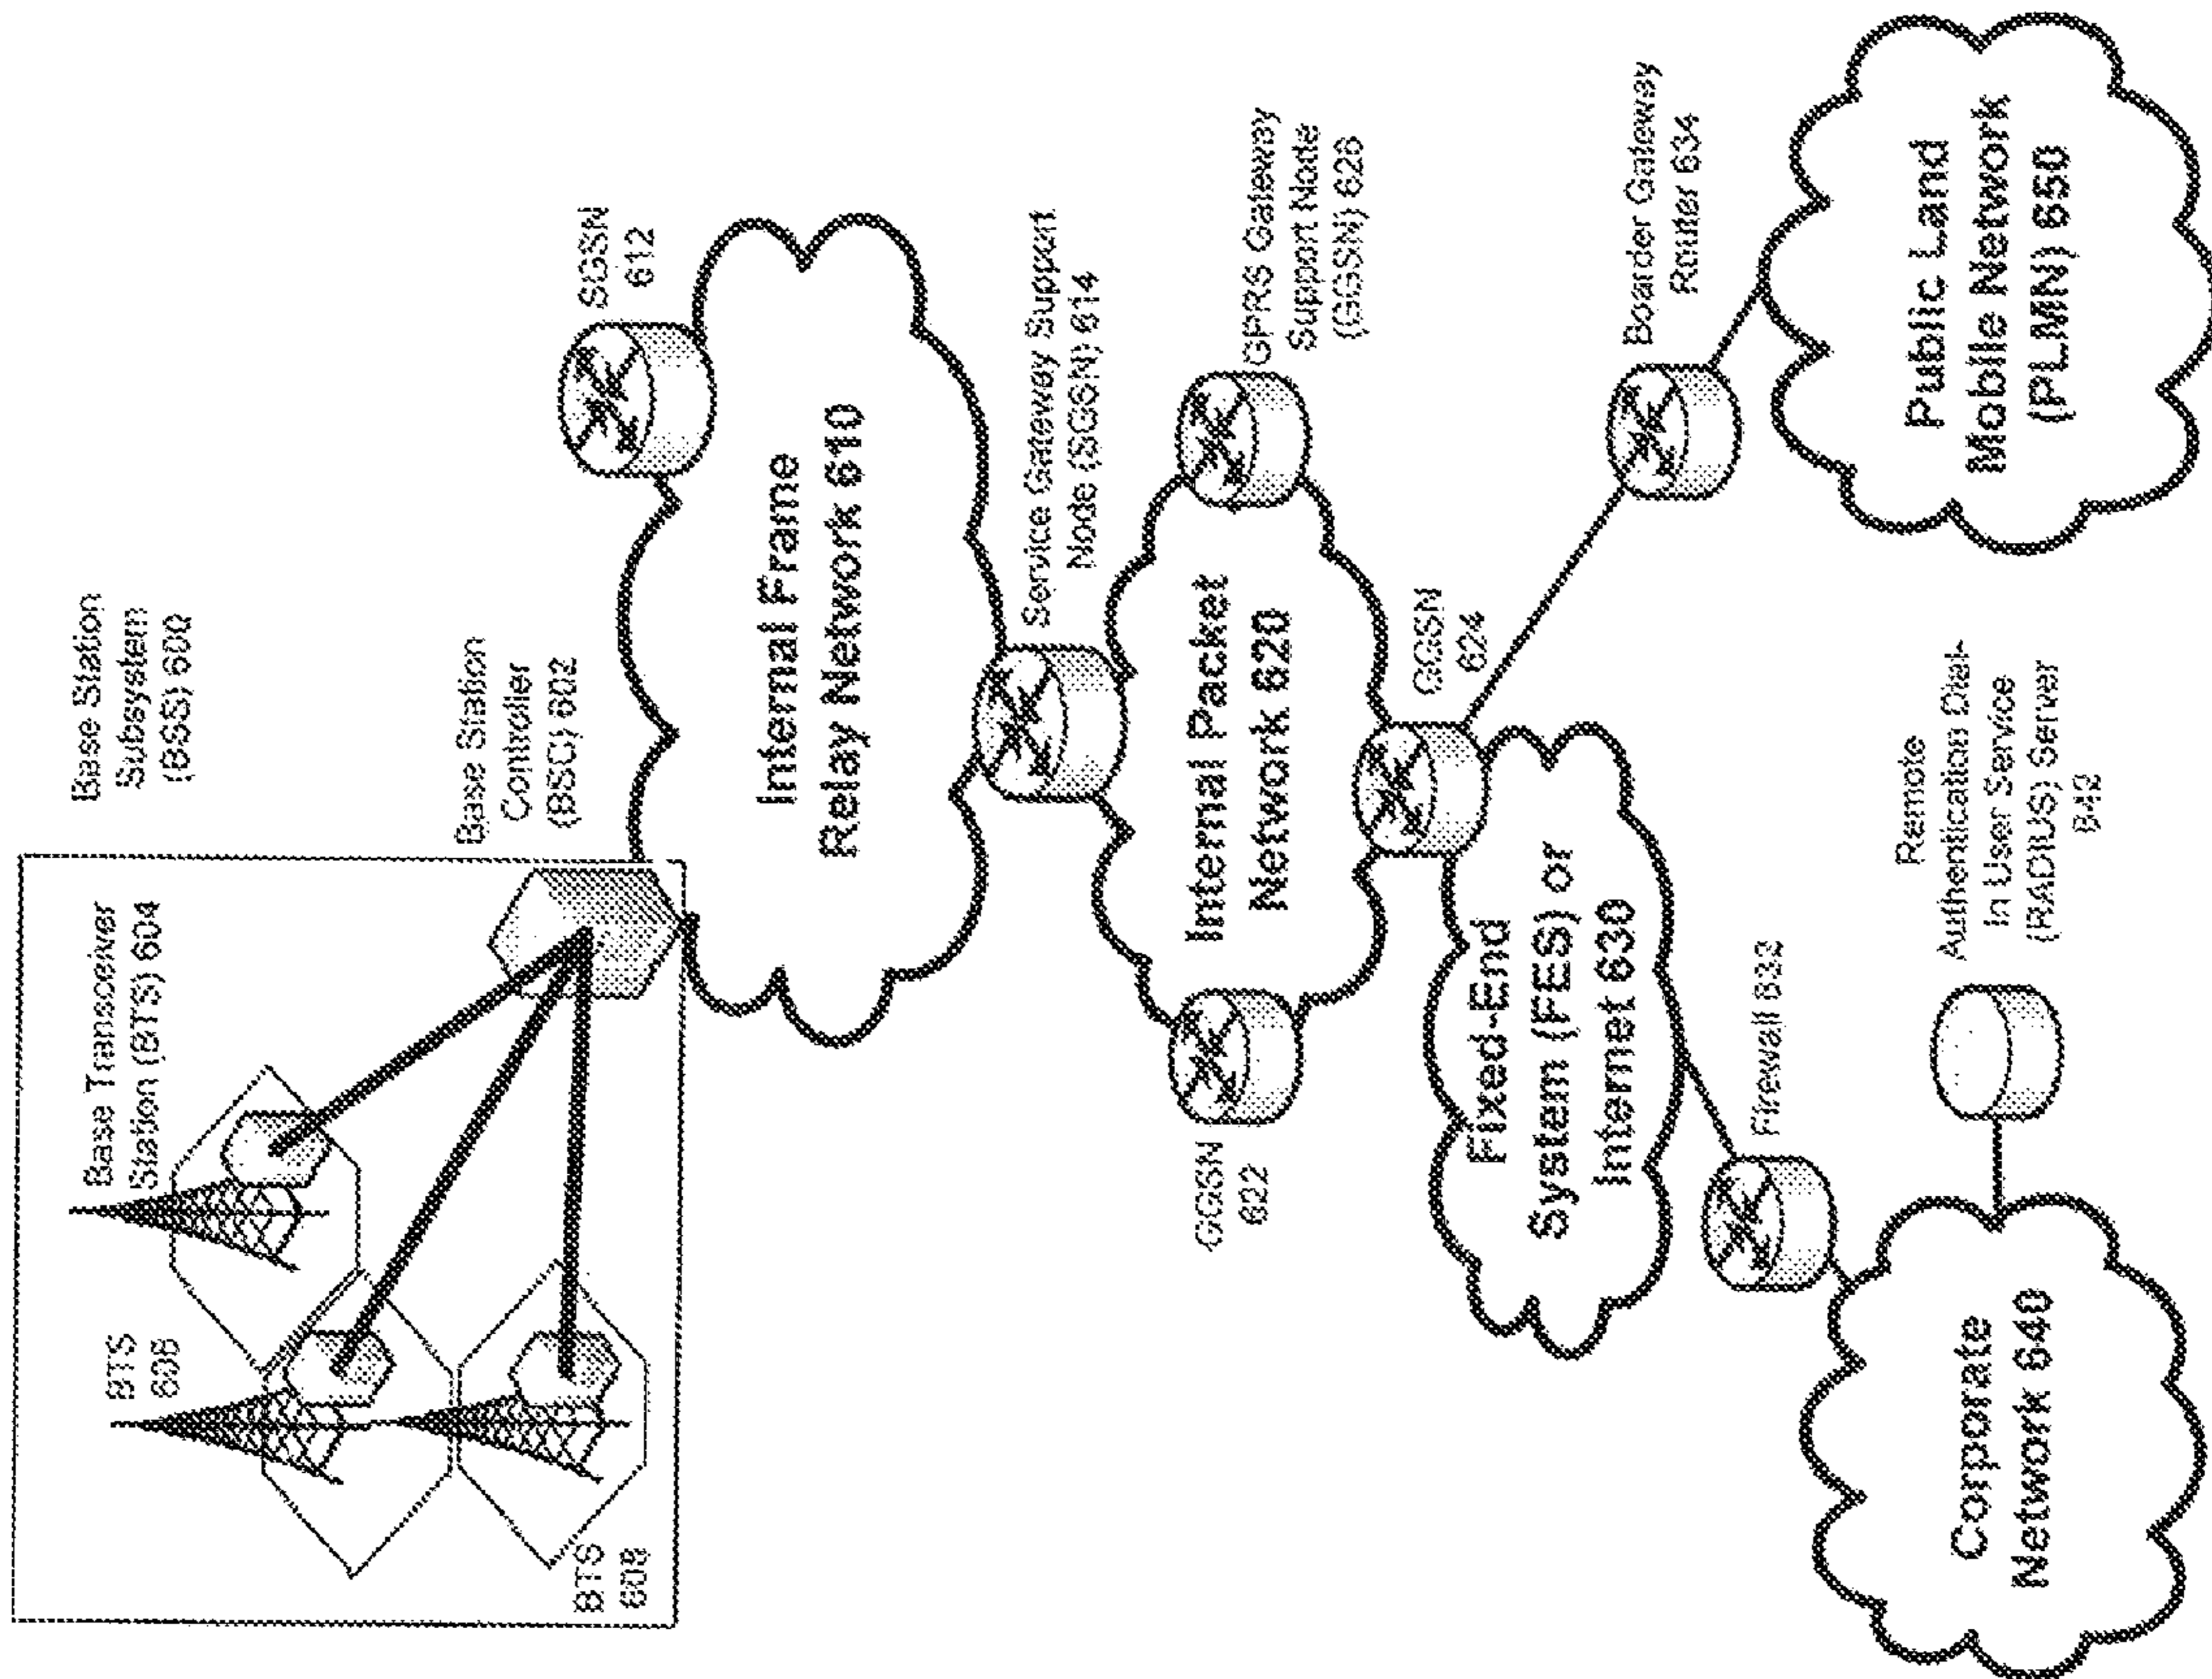 Base Station
Subsystem
(BSS) 600
Base Transceiver
Station (BTS) 604
BTS
606
BTS
608
Base Station
Controller
(BSC) 602
SGSN
612
Internal Frame
Relay Network 610
Service Gateway Support
Node (SGSN) 614
GPRS Gateway
Support Node
(GGSN) 626
Internal Packet
Network 620
GGSN
622
GGSN
624
Fixed-End
System (FES) or
Internet 630
Boarder Gateway
Router 634
Firewall 632
Remote
Authentication Dial-
In User Service
(RADIUS) Server
642
Corporate
Network 640
Public Land
Mobile Network
(PLMN) 650